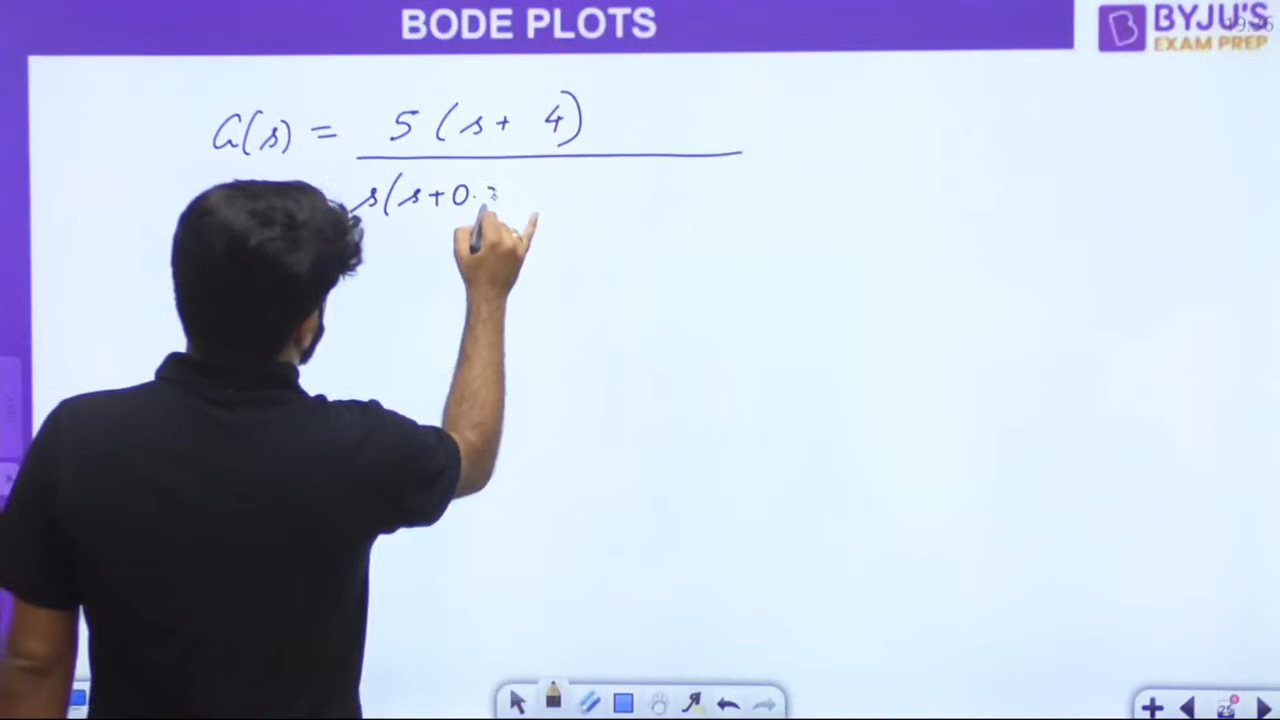 BODE PLOTS
BYJU'S
EXAM PREP
G(s) = 5 (s + 4)
s(s+0.